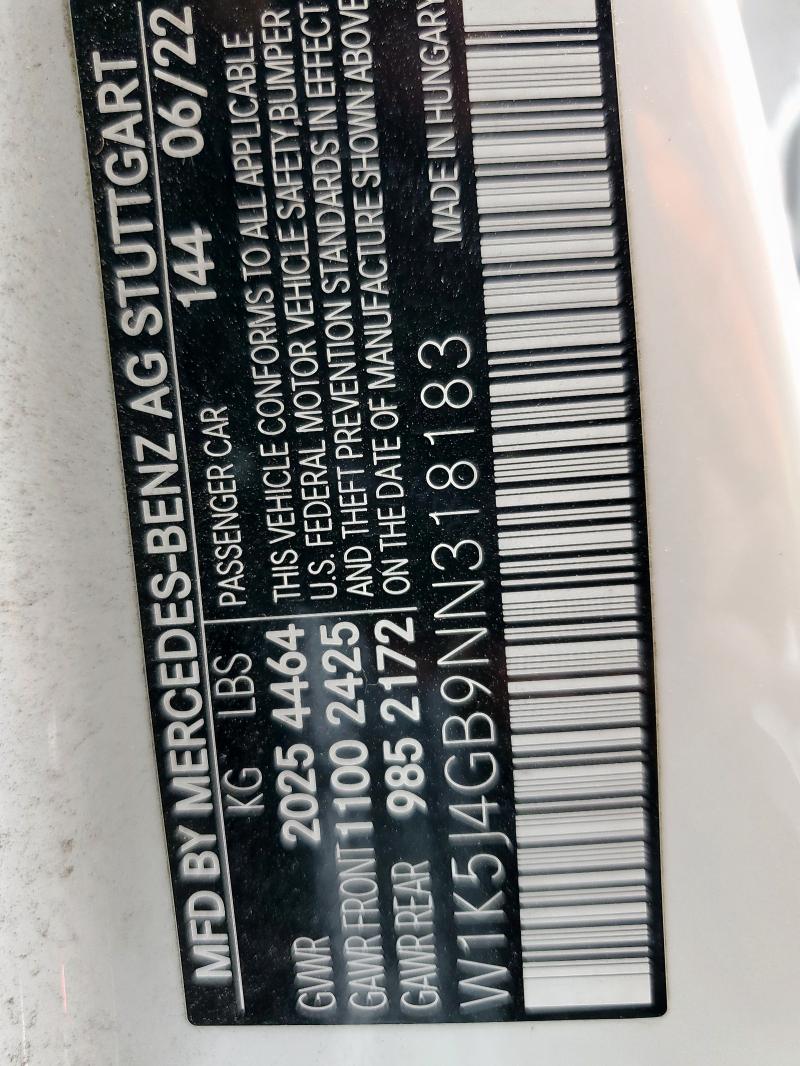 MFD BY MERCEDES-BENZ AG STUTTGART
144 06/22
KG LBS
GVWR 2025 4464
GAWR FRONT 1100 2425
GAWR REAR 985 2172
PASSENGER CAR
THIS VEHICLE CONFORMS TO ALL APPLICABLE
U.S. FEDERAL MOTOR VEHICLE SAFETY, BUMPER
AND THEFT PREVENTION STANDARDS IN EFFECT
ON THE DATE OF MANUFACTURE SHOWN ABOVE
W1K5J4GB9NN318183
MADE IN HUNGARY